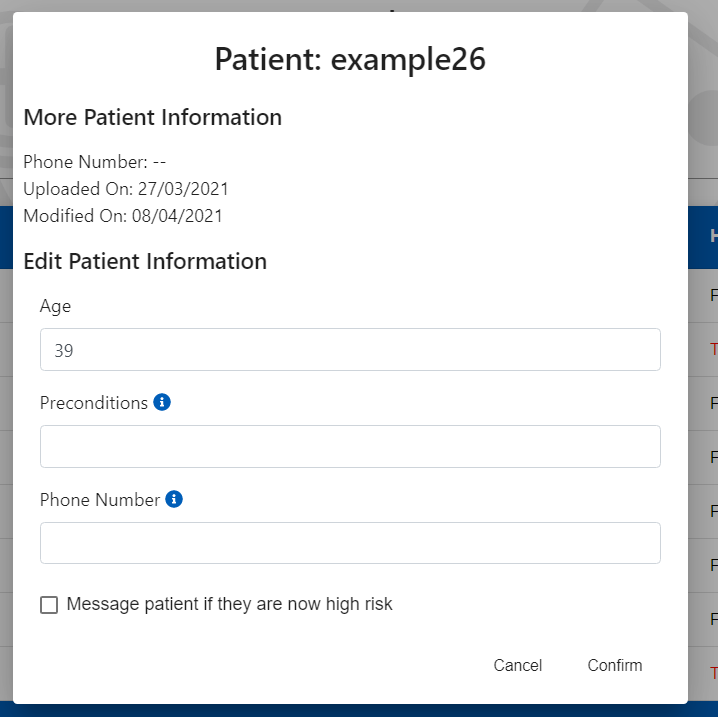 Patient: example26
More Patient Information
Phone Number: --
Uploaded On: 27/03/2021
Modified On: 08/04/2021
Edit Patient Information
Age
39
Preconditions
Phone Number
Message patient if they are now high risk
Cancel Confirm